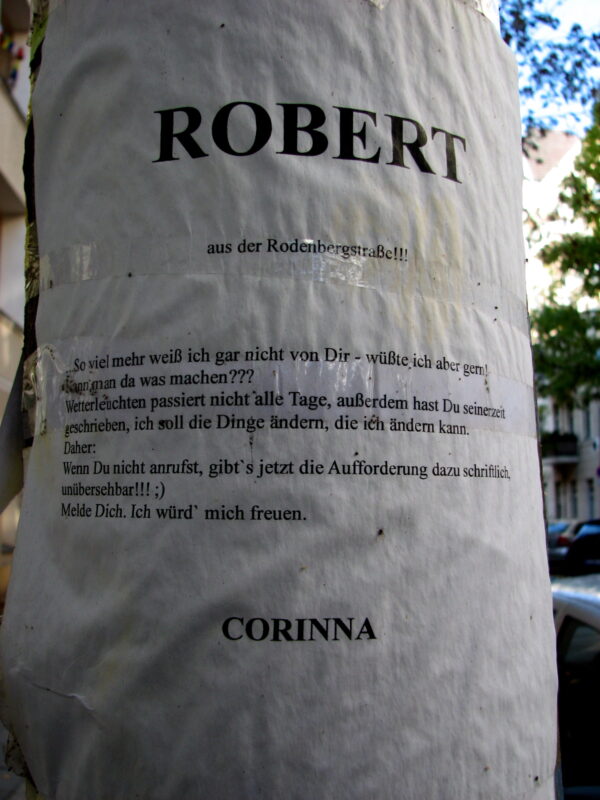 ROBERT
aus der Rodenbergstraße!!!
...So viel mehr weiß ich gar nicht von Dir - wüßte ich aber gern!
Kann man da was machen???
Wetterleuchten passiert nicht alle Tage, außerdem hast Du seinerzeit
geschrieben, ich soll die Dinge ändern, die ich ändern kann.
Daher:
Wenn Du nicht anrufst, gibt`s jetzt die Aufforderung dazu schriftlich,
unübersehbar!!! ;)
Melde Dich. Ich würd` mich freuen.
CORINNA